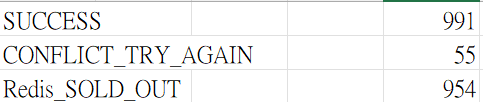 SUCCESS 991
CONFLICT_TRY_AGAIN 55
Redis_SOLD_OUT 954